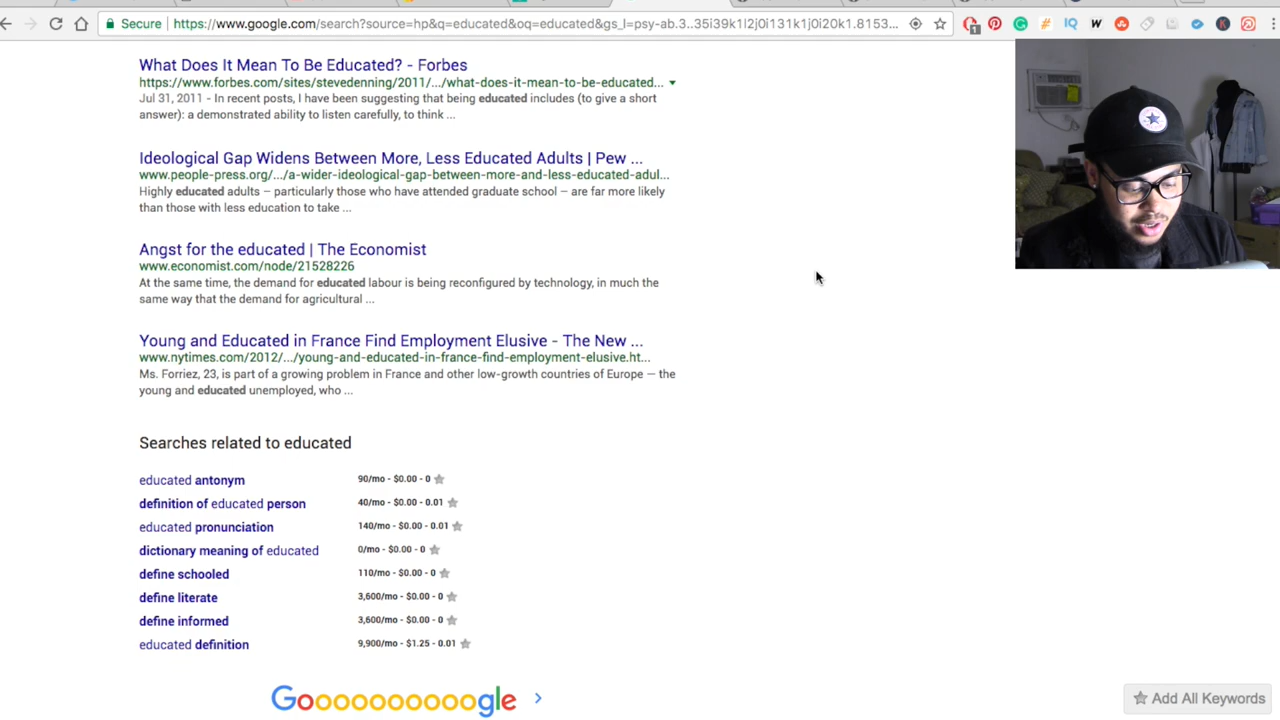 Secure https://www.google.com/search?source=hp&q=educated&oq=educated&gs_l=psy-ab.3..35i39k1l2j0i131k1j0i20k1.8153...
What Does It Mean To Be Educated? - Forbes
https://www.forbes.com/sites/stevedenning/2011/.../what-does-it-mean-to-be-educated...
Jul 31, 2011 - In recent posts, I have been suggesting that being educated includes (to give a short
answer): a demonstrated ability to listen carefully, to think ...
Ideological Gap Widens Between More, Less Educated Adults | Pew ...
www.people-press.org/.../a-wider-ideological-gap-between-more-and-less-educated-adul...
Highly educated adults – particularly those who have attended graduate school – are far more likely
than those with less education to take ...
Angst for the educated | The Economist
www.economist.com/node/21528226
At the same time, the demand for educated labour is being reconfigured by technology, in much the
same way that the demand for agricultural ...
Young and Educated in France Find Employment Elusive - The New ...
www.nytimes.com/2012/.../young-and-educated-in-france-find-employment-elusive.ht...
Ms. Forriez, 23, is part of a growing problem in France and other low-growth countries of Europe — the
young and educated unemployed, who ...
Searches related to educated
educated antonym 90/mo - $0.00 - 0
definition of educated person 40/mo - $0.00 - 0.01
educated pronunciation 140/mo - $0.00 - 0.01
dictionary meaning of educated 0/mo - $0.00 - 0
define schooled 110/mo - $0.00 - 0
define literate 3,600/mo - $0.00 - 0
define informed 3,600/mo - $0.00 - 0
educated definition 9,900/mo - $1.25 - 0.01
Goooooooooogle
Add All Keywords